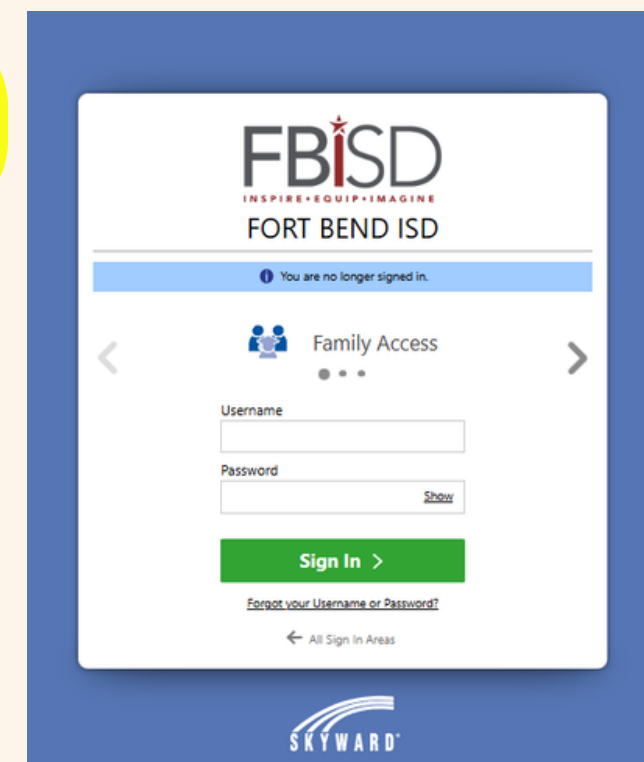 FBISD
INSPIRE•EQUIP•IMAGINE
FORT BEND ISD
You are no longer signed in.
Family Access
Username
Password
Show
Sign In
Forgot your Username or Password?
All Sign In Areas
SKYWARD